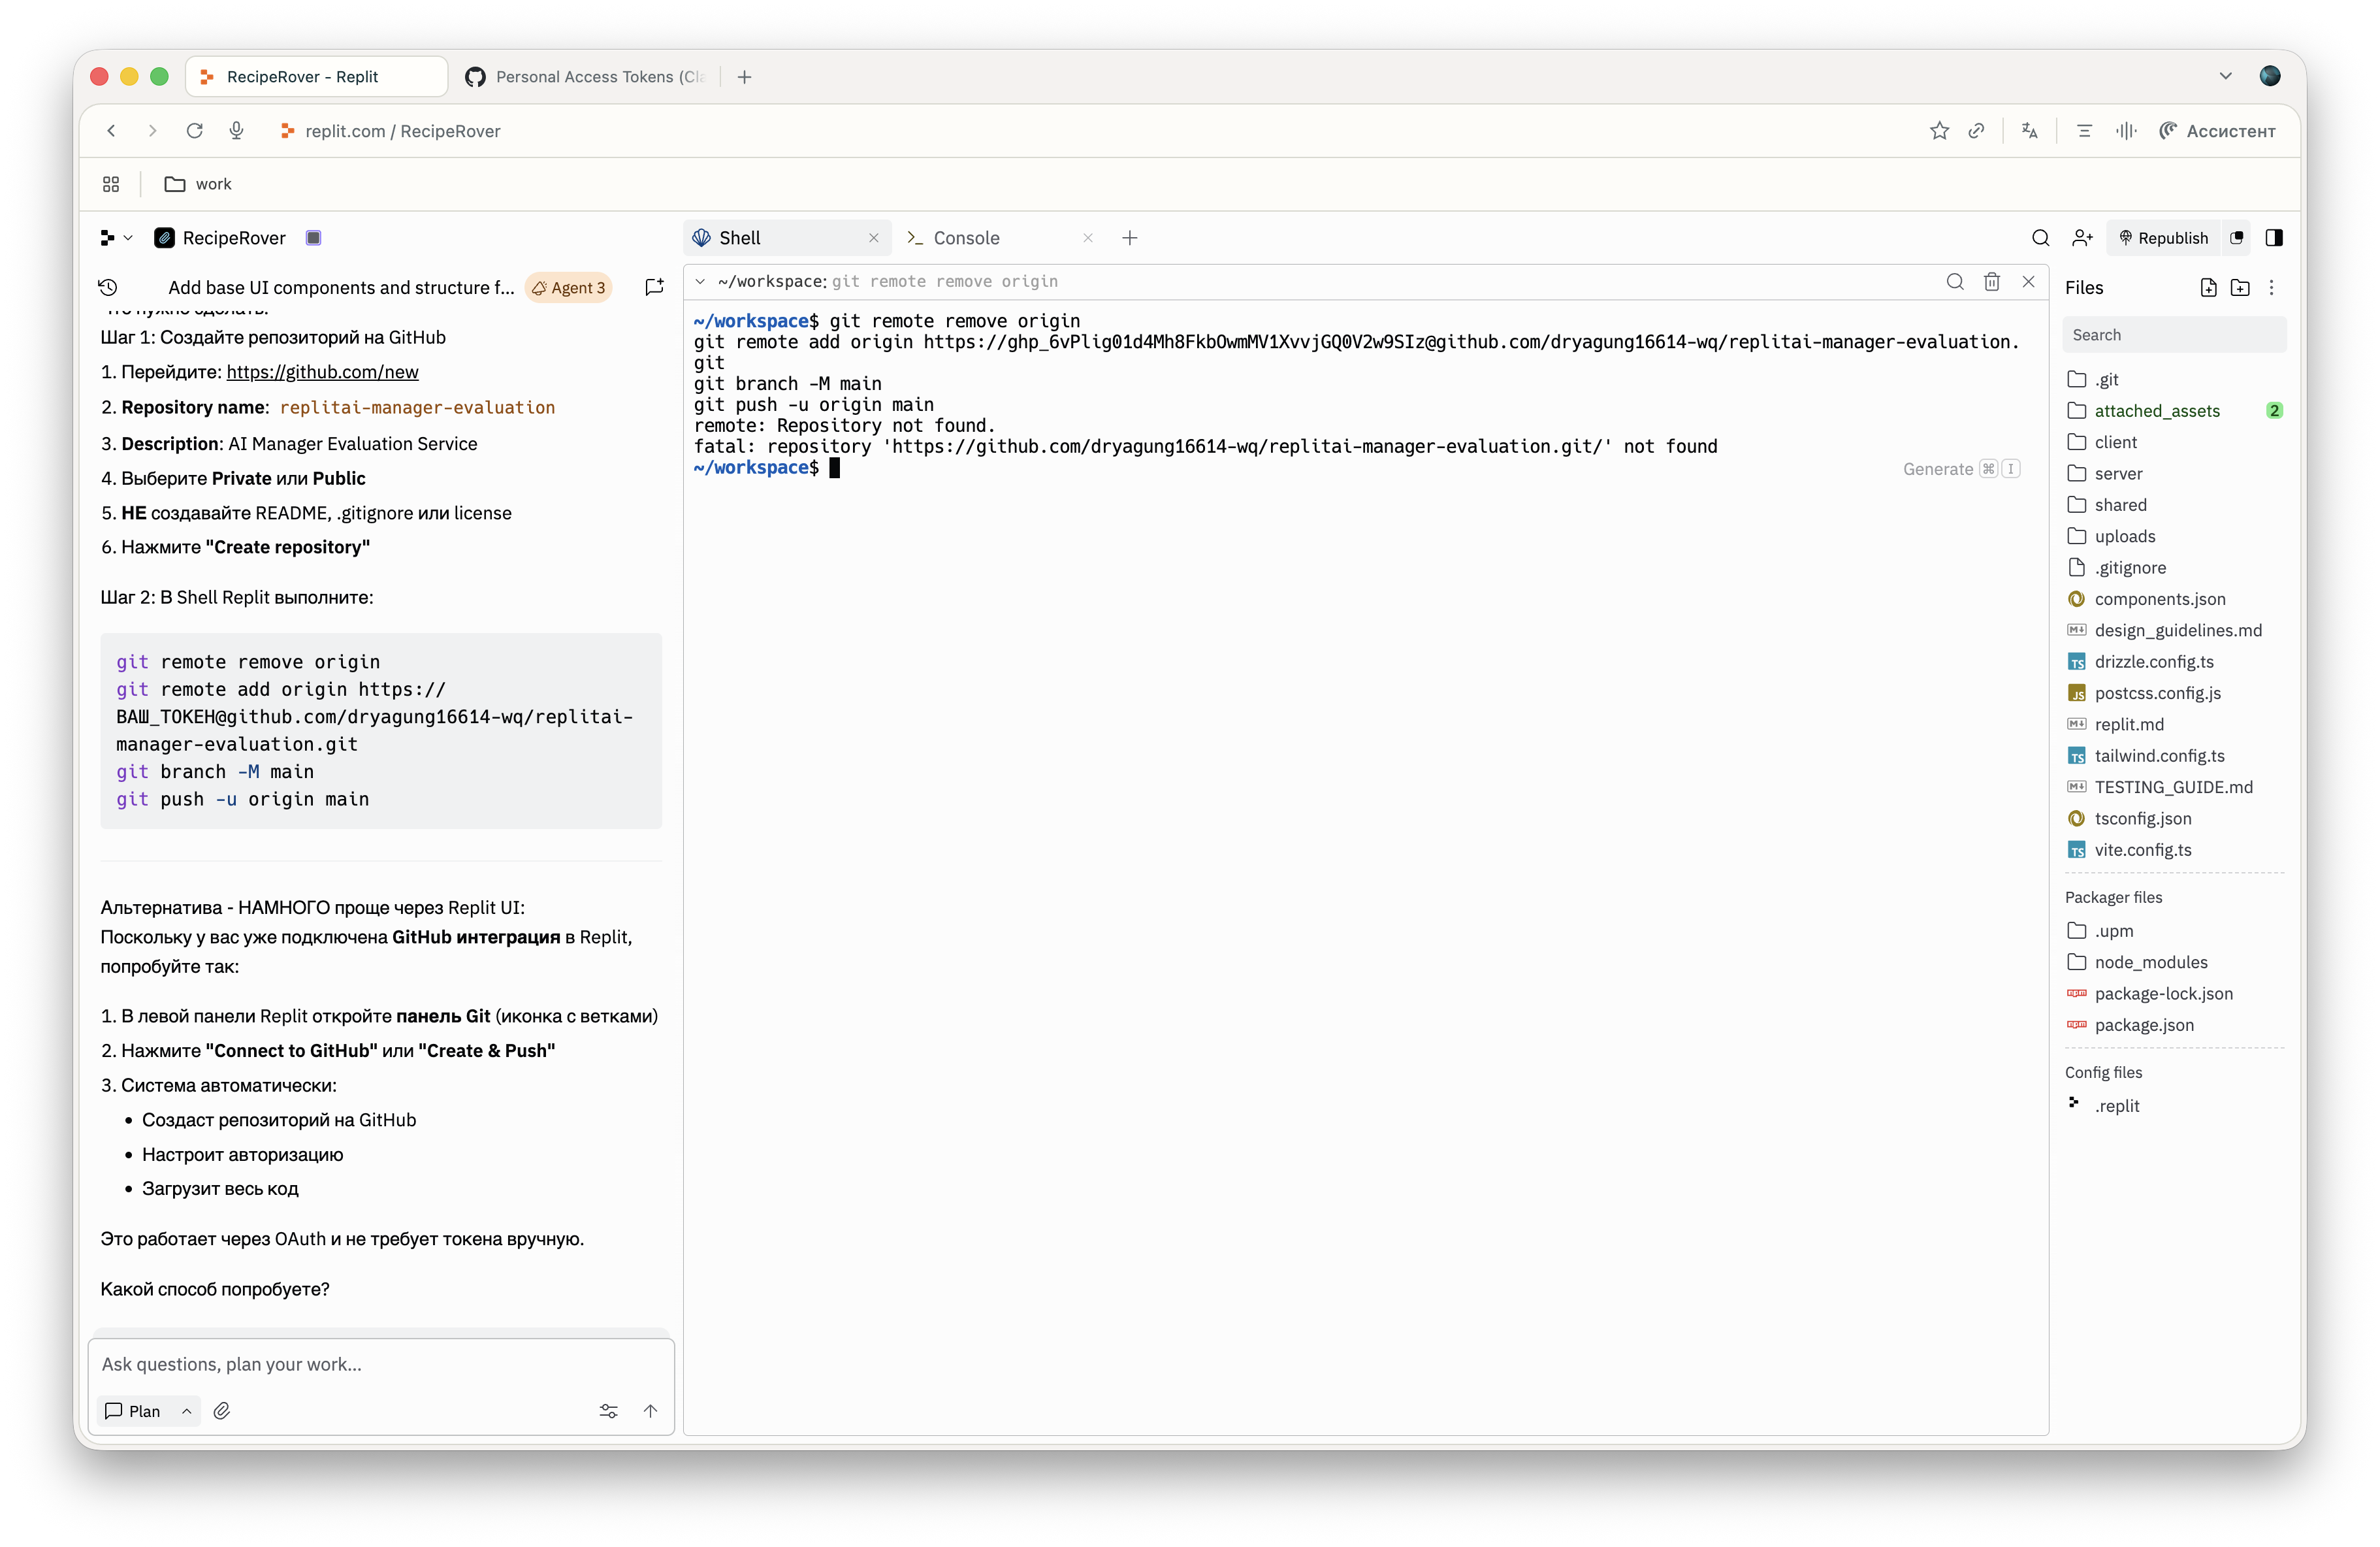 RecipeRover - Replit
Personal Access Tokens (Cla
replit.com / RecipeRover
Ассистент
work
RecipeRover
Shell
Console
Republish
Add base UI components and structure f...
Agent 3
что нужно сделать:
Шаг 1: Создайте репозиторий на GitHub
1. Перейдите: https://github.com/new
2. Repository name: replitai-manager-evaluation
3. Description: AI Manager Evaluation Service
4. Выберите Private или Public
5. НЕ создавайте README, .gitignore или license
6. Нажмите "Create repository"
Шаг 2: В Shell Replit выполните:
git remote remove origin
git remote add origin https://
ВАШ_ТОКЕН@github.com/dryagung16614-wq/replitai-
manager-evaluation.git
git branch -M main
git push -u origin main
Альтернатива - НАМНОГО проще через Replit UI:
Поскольку у вас уже подключена GitHub интеграция в Replit,
попробуйте так:
1. В левой панели Replit откройте панель Git (иконка с ветками)
2. Нажмите "Connect to GitHub" или "Create & Push"
3. Система автоматически:
• Создаст репозиторий на GitHub
• Настроит авторизацию
• Загрузит весь код
Это работает через OAuth и не требует токена вручную.
Какой способ попробуете?
Ask questions, plan your work...
Plan
~/workspace: git remote remove origin
~/workspace$ git remote remove origin
git remote add origin https://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@github.com/dryagung16614-wq/replitai-manager-evaluation.
git
git branch -M main
git push -u origin main
remote: Repository not found.
fatal: repository 'https://github.com/dryagung16614-wq/replitai-manager-evaluation.git/' not found
~/workspace$
Generate ⌘ I
Files
Search
.git
attached_assets 2
client
server
shared
uploads
.gitignore
components.json
design_guidelines.md
drizzle.config.ts
postcss.config.js
replit.md
tailwind.config.ts
TESTING_GUIDE.md
tsconfig.json
vite.config.ts
Packager files
.upm
node_modules
package-lock.json
package.json
Config files
.replit